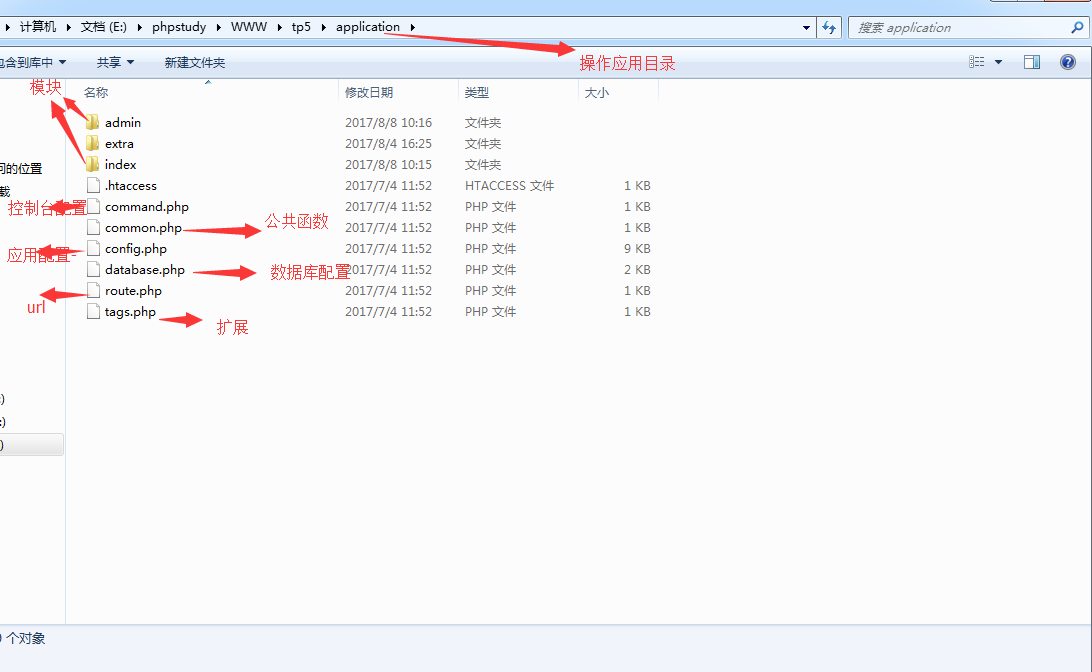 计算机 文档 (E:) phpstudy WWW tp5 application 搜索 application
包含到库中 共享 新建文件夹 操作应用目录
模块
名称 修改日期 类型 大小
admin 2017/8/8 10:16 文件夹
extra 2017/8/4 16:25 文件夹
index 2017/8/8 10:15 文件夹
问的位置
载
.htaccess 2017/7/4 11:52 HTACCESS 文件 1 KB
控制台配置 command.php 2017/7/4 11:52 PHP 文件 1 KB
common.php 公共函数 2017/7/4 11:52 PHP 文件 1 KB
应用配置- config.php 2017/7/4 11:52 PHP 文件 9 KB
database.php 数据库配置 2017/7/4 11:52 PHP 文件 2 KB
route.php 2017/7/4 11:52 PHP 文件 1 KB
url
tags.php 2017/7/4 11:52 PHP 文件 1 KB
扩展
:)
:)
)
个对象